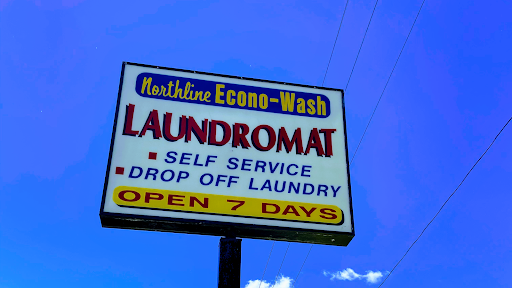 Northline Econo-Wash
LAUNDROMAT
SELF SERVICE
DROP OFF LAUNDRY
OPEN 7 DAYS